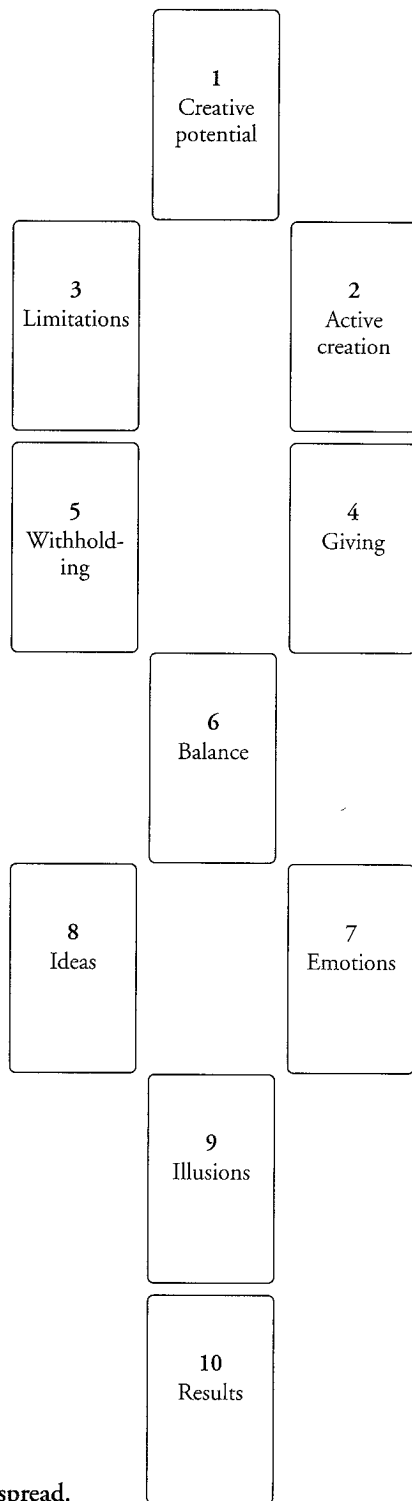 1
Creative
potential
3
Limitations
2
Active
creation
5
Withhold-
ing
4
Giving
6
Balance
8
Ideas
7
Emotions
9
Illusions
10
Results
spread.